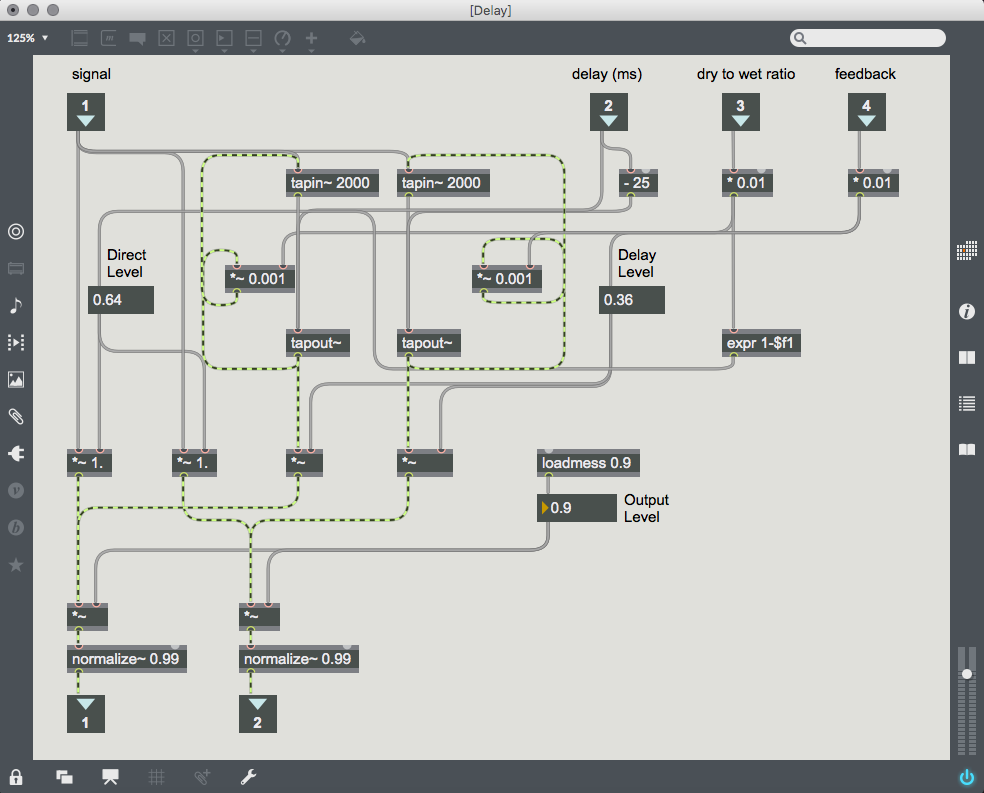 [Delay]
125%
signal
delay (ms)
dry to wet ratio
feedback
1
2
3
4
tapin~ 2000
tapin~ 2000
- 25
* 0.01
* 0.01
Direct
Level
0.64
*~ 0.001
*~ 0.001
Delay
Level
0.36
tapout~
tapout~
expr 1-$f1
*~ 1.
*~ 1.
*~
*~
loadmess 0.9
0.9
Output
Level
*~
*~
normalize~ 0.99
normalize~ 0.99
1
2